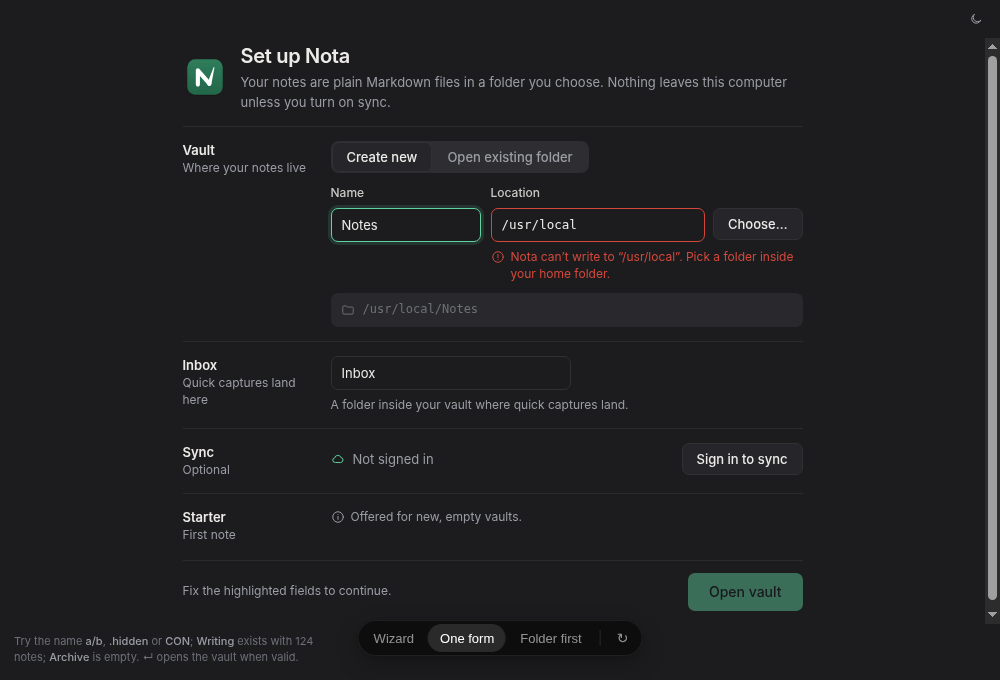 Set up Nota
Your notes are plain Markdown files in a folder you choose. Nothing leaves this computer
unless you turn on sync.
Vault
Where your notes live
Create new
Open existing folder
Name
Location
Notes
/usr/local
Choose...
Nota can’t write to “/usr/local”. Pick a folder inside
your home folder.
/usr/local/Notes
Inbox
Quick captures land
here
Inbox
A folder inside your vault where quick captures land.
Sync
Optional
Not signed in
Sign in to sync
Starter
First note
Offered for new, empty vaults.
Fix the highlighted fields to continue.
Open vault
Try the name a/b, .hidden or CON; Writing exists with 124
notes; Archive is empty. ↵ opens the vault when valid.
Wizard
One form
Folder first
↻